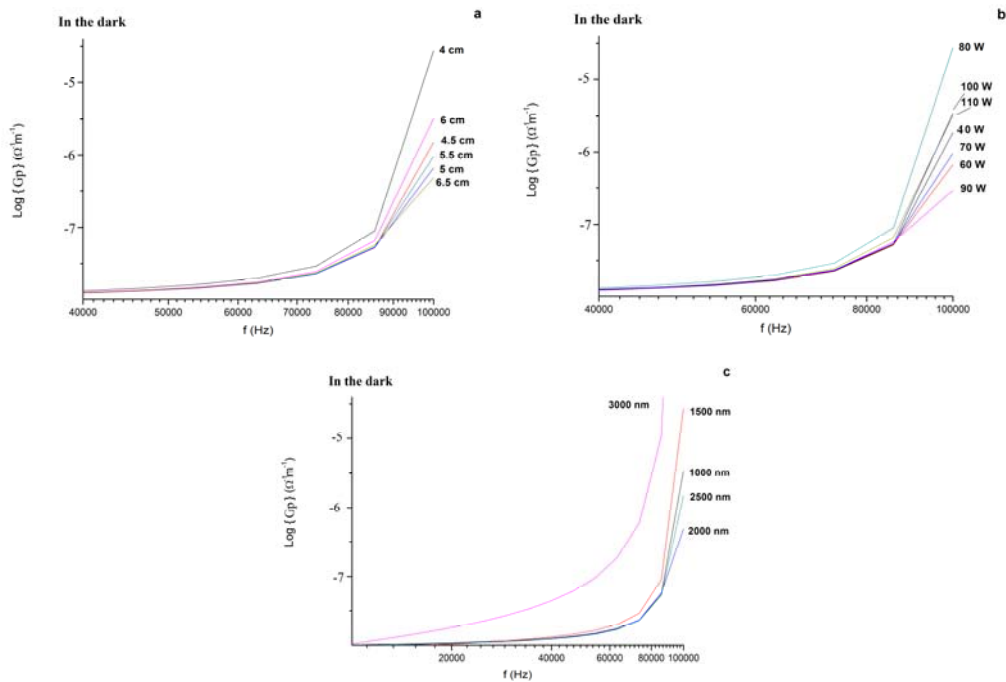 In the dark
a
4 cm
6 cm
4.5 cm
5.5 cm
5 cm
6.5 cm
-5
-6
-7
Log {Gp} (Ω⁻¹m⁻¹)
40000 50000 60000 70000 80000 90000 100000
f (Hz)
In the dark
b
80 W
100 W
110 W
40 W
70 W
60 W
90 W
-5
-6
-7
Log {Gp} (Ω⁻¹m⁻¹)
40000 60000 80000 100000
f (Hz)
In the dark
c
3000 nm
1500 nm
1000 nm
2500 nm
2000 nm
-5
-6
-7
Log {Gp} (Ω⁻¹m⁻¹)
20000 40000 60000 80000 100000
f (Hz)